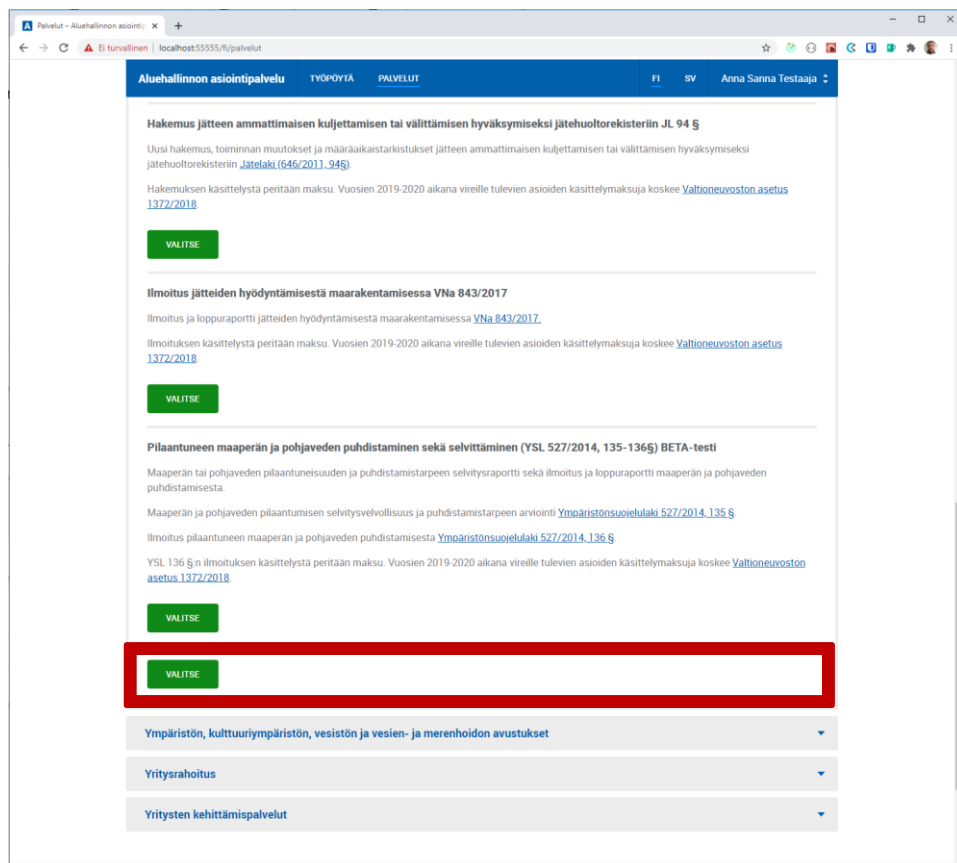 Palvelut – Aluehallinnon asiointip
Ei turvallinen | localhost:55555/fi/palvelut
Aluehallinnon asiointipalvelu TYÖPÖYTÄ PALVELUT FI SV Anna Sanna Testaaja
Hakemus jätteen ammattimaisen kuljettamisen tai välittämisen hyväksymiseksi jätehuoltorekisteriin JL 94 §
Uusi hakemus, toiminnan muutokset ja määräaikaistarkistukset jätteen ammattimaisen kuljettamisen tai välittämisen hyväksymiseksi
jätehuoltorekisteriin Jätelaki (646/2011, 94§).
Hakemuksen käsittelystä peritään maksu. Vuosien 2019-2020 aikana vireille tulevien asioiden käsittelymaksuja koskee Valtioneuvoston asetus
1372/2018.
VALITSE
Ilmoitus jätteiden hyödyntämisestä maarakentamisessa VNa 843/2017
Ilmoitus ja loppuraportti jätteiden hyödyntämisestä maarakentamisessa VNa 843/2017.
Ilmoituksen käsittelystä peritään maksu. Vuosien 2019-2020 aikana vireille tulevien asioiden käsittelymaksuja koskee Valtioneuvoston asetus
1372/2018.
VALITSE
Pilaantuneen maaperän ja pohjaveden puhdistaminen sekä selvittäminen (YSL 527/2014, 135-136§) BETA-testi
Maaperän tai pohjaveden pilaantuneisuuden ja puhdistamistarpeen selvitysraportti sekä ilmoitus ja loppuraportti maaperän ja pohjaveden
puhdistamisesta.
Maaperän ja pohjaveden pilaantumisen selvitysvelvollisuus ja puhdistamistarpeen arviointi Ympäristönsuojelulaki 527/2014, 135 §.
Ilmoitus pilaantuneen maaperän ja pohjaveden puhdistamisesta Ympäristönsuojelulaki 527/2014, 136 §.
YSL 136 §:n ilmoituksen käsittelystä peritään maksu. Vuosien 2019-2020 aikana vireille tulevien asioiden käsittelymaksuja koskee Valtioneuvoston
asetus 1372/2018.
VALITSE
VALITSE
Ympäristön, kulttuuriympäristön, vesistön ja vesien- ja merenhoidon avustukset
Yritysrahoitus
Yritysten kehittämispalvelut